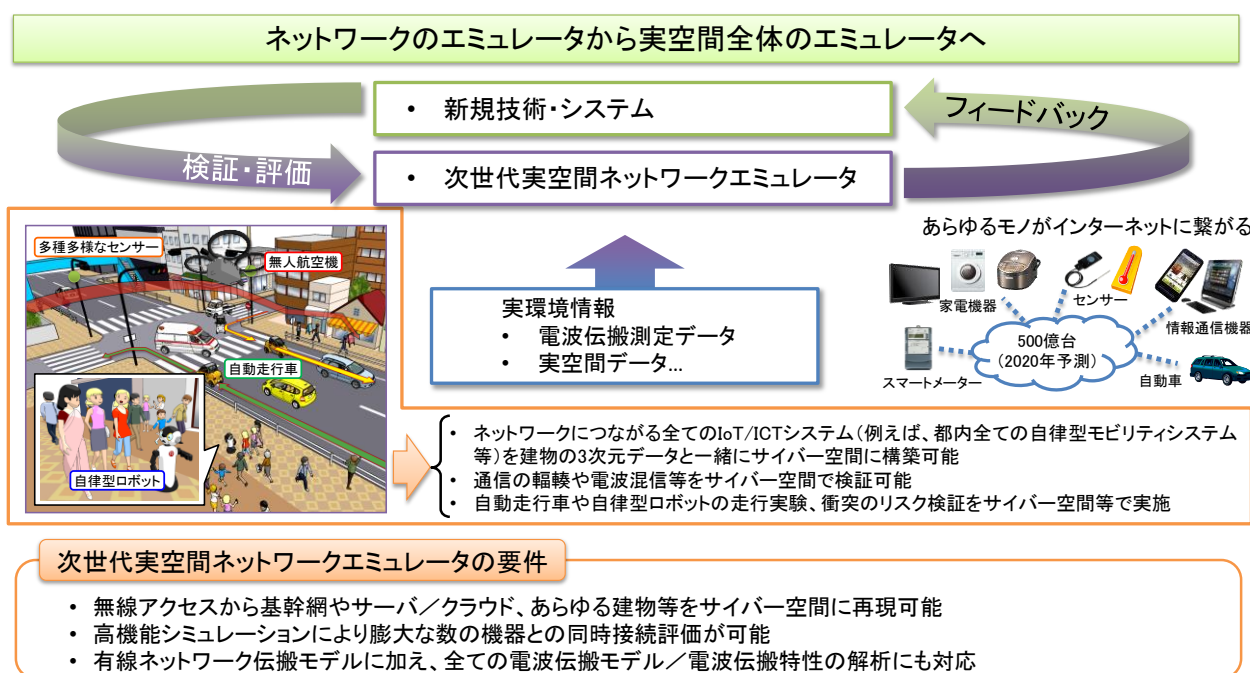 ネットワークのエミュレータから実空間全体のエミュレータへ
• 新規技術・システム
フィードバック
検証・評価
• 次世代実空間ネットワークエミュレータ
多種多様なセンサー
無人航空機
自動走行車
自律型ロボット
実環境情報
• 電波伝搬測定データ
• 実空間データ…
あらゆるモノがインターネットに繋がる
家電機器
センサー
情報通信機器
500億台
(2020年予測)
スマートメーター
自動車
• ネットワークにつながる全てのIoT/ICTシステム(例えば、都内全ての自律型モビリティシステム
等)を建物の3次元データと一緒にサイバー空間に構築可能
• 通信の輻輳や電波混信等をサイバー空間で検証可能
• 自動走行車や自律型ロボットの走行実験、衝突のリスク検証をサイバー空間等で実施
次世代実空間ネットワークエミュレータの要件
• 無線アクセスから基幹網やサーバ/クラウド、あらゆる建物等をサイバー空間に再現可能
• 高機能シミュレーションにより膨大な数の機器との同時接続評価が可能
• 有線ネットワーク伝搬モデルに加え、全ての電波伝搬モデル/電波伝搬特性の解析にも対応